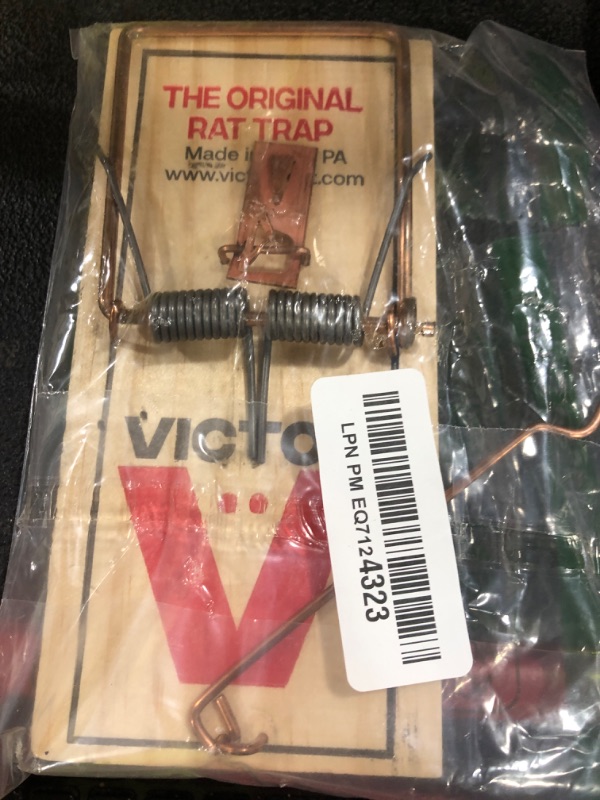 THE ORIGINAL
RAT TRAP
Made in PA
www.vic .com
VICTO
V
LPN PM EQ7124323